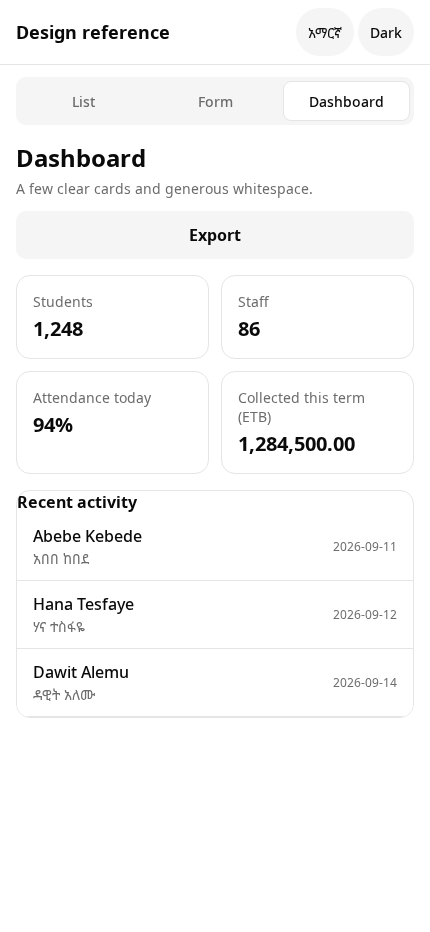 Design reference
አማርኛ
Dark
List
Form
Dashboard
Dashboard
A few clear cards and generous whitespace.
Export
Students
1,248
Staff
86
Attendance today
94%
Collected this term
(ETB)
1,284,500.00
Recent activity
Abebe Kebede
አበበ ከበደ
2026-09-11
Hana Tesfaye
ሃና ተስፋዬ
2026-09-12
Dawit Alemu
ዳዊት አለሙ
2026-09-14